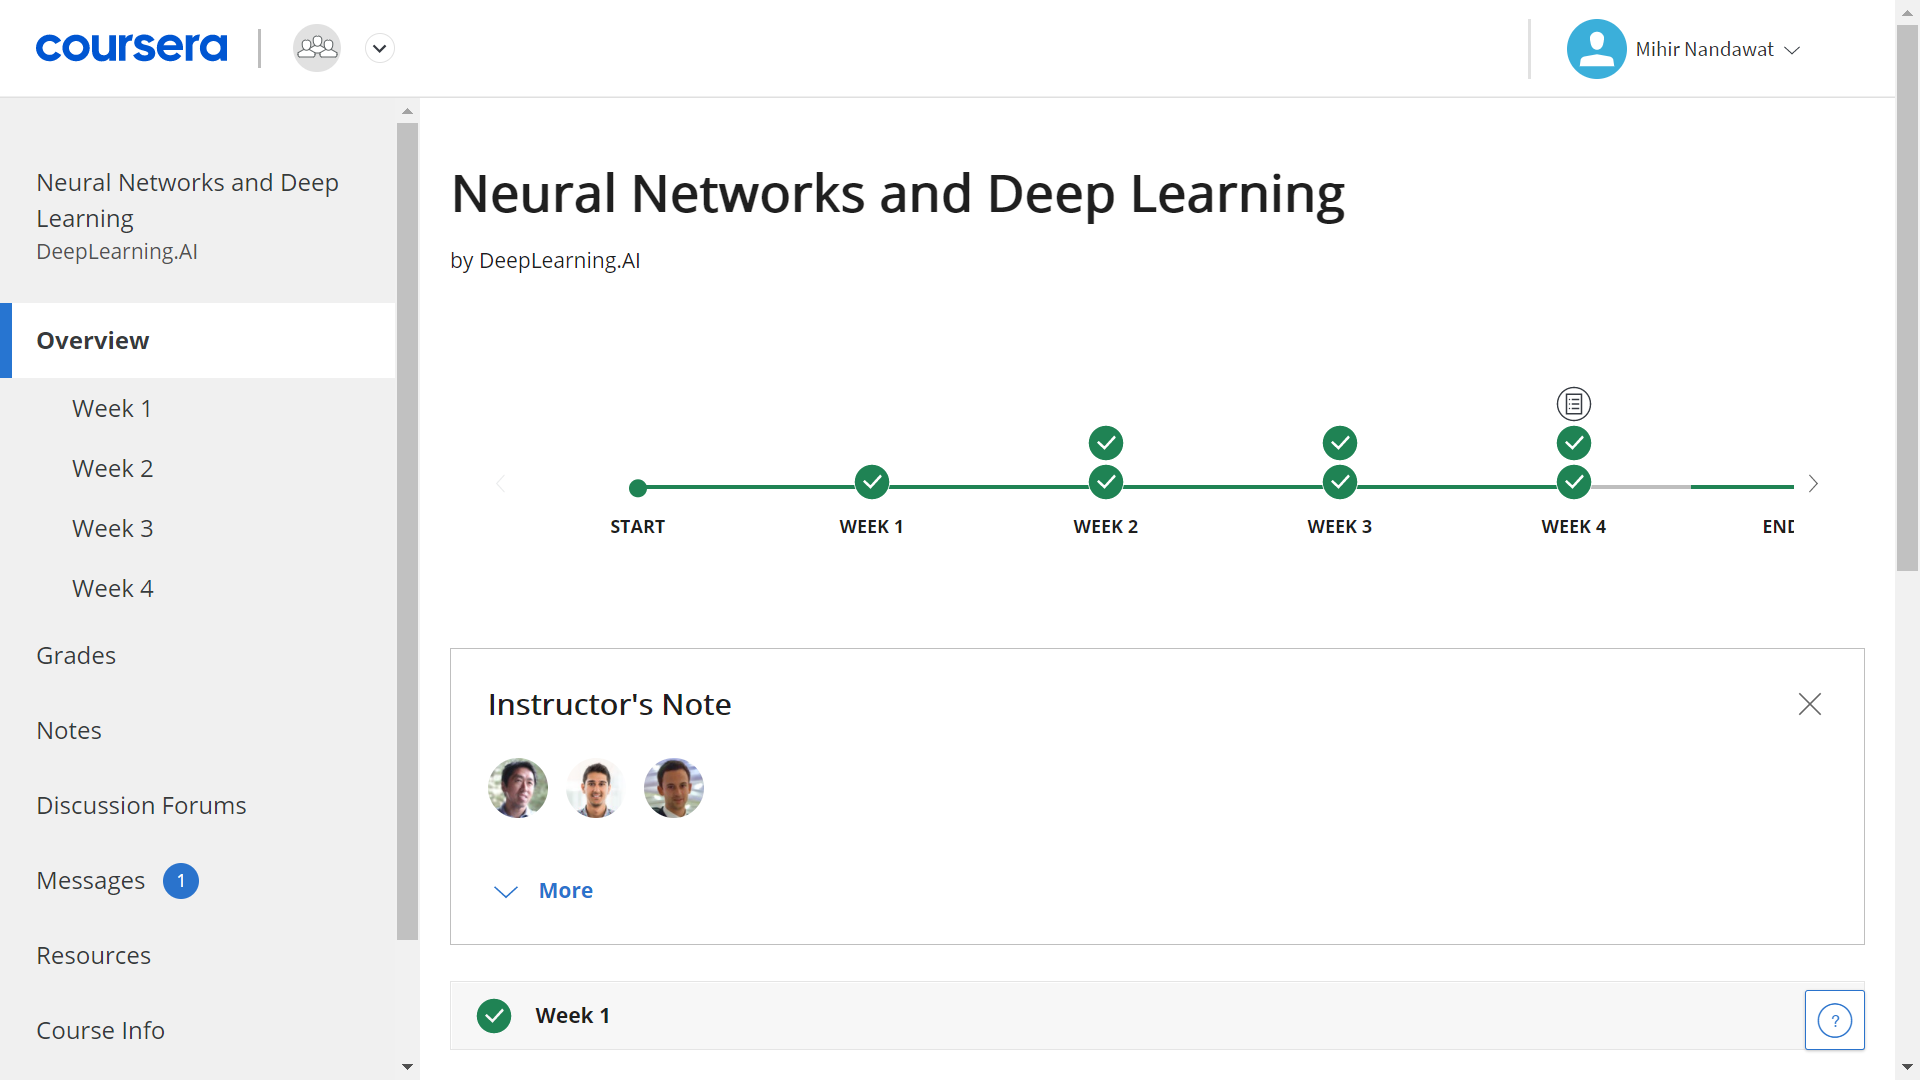 coursera
Mihir Nandawat
Neural Networks and Deep
Learning
DeepLearning.AI
Overview
Week 1
Week 2
Week 3
Week 4
Grades
Notes
Discussion Forums
Messages 1
Resources
Course Info
Neural Networks and Deep Learning
by DeepLearning.AI
START WEEK 1 WEEK 2 WEEK 3 WEEK 4 END
Instructor's Note
More
Week 1
?